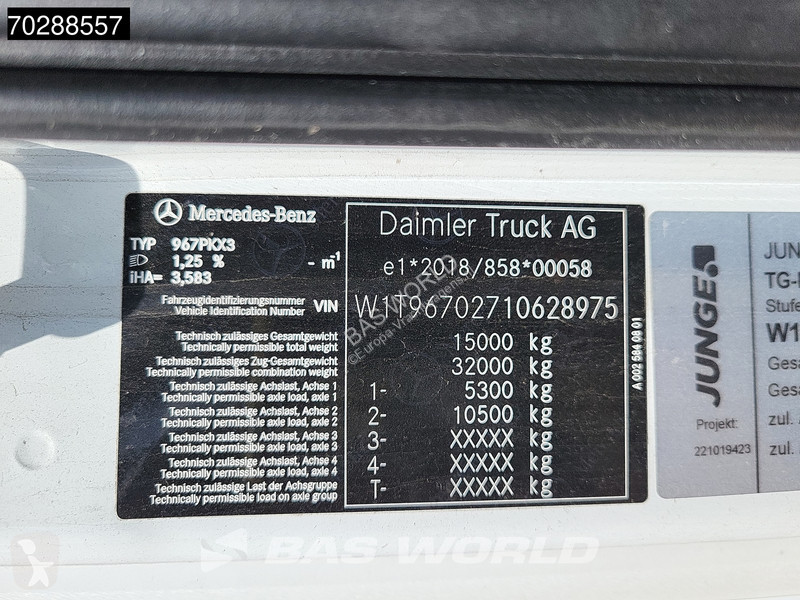 70288557
Mercedes-Benz
TYP 967PKX3
1,25 % - m⁻¹
iHA= 3,583
Fahrzeugidentifizierungsnummer
Vehicle Identification Number VIN
Technisch zulässiges Gesamtgewicht
Technically permissible total weight
Technisch zulässiges Zug-Gesamtgewicht
Technically permissible combination weight
Technisch zulässige Achslast, Achse 1
Technically permissible axle load, axle 1
Technisch zulässige Achslast, Achse 2
Technically permissible axle load, axle 2
Technisch zulässige Achslast, Achse 3
Technically permissible axle load, axle 3
Technisch zulässige Achslast, Achse 4
Technically permissible axle load, axle 4
Technisch zulässige Last der Achsgruppe
Technically permissible load on axle group
Daimler Truck AG
e1*2018/858*00058
W1T96702710628975
15000 kg
32000 kg
1- 5300 kg
2- 10500 kg
3- XXXXX kg
4- XXXXX kg
T- XXXXX kg
A 002 584 08 01
BAS WORLD
JUNGE
Projekt:
221019423
JUN
TG-
Stufe
W1
Gesa
Gesa
zul.
zul.
BAS WORLD